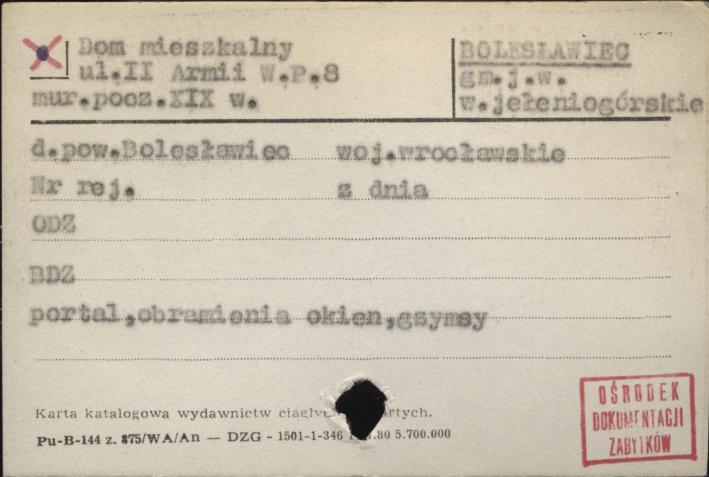 Dom mieszkalny
ul.II Armii W.P.8
mur.pocz.XIX w.
BOLESŁAWIEC
gm.j.w.
w.jeleniogórskie
d.pow.Bolesławiec woj.wrocławskie
Nr rej. z dnia
ODZ
BDZ
portal,obramienia okien,gzymsy
Karta katalogowa wydawnictw
Pu-B-144 z. 875/WA/An — DZG - 1501-1-346 80 5.700.000
OŚRODEK
DOKUMENTACJI
ZABYTKÓW